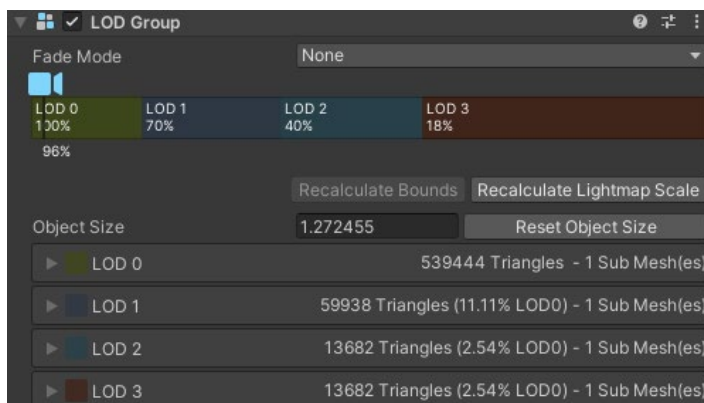 LOD Group
Fade Mode None
LOD 0 LOD 1 LOD 2 LOD 3
100% 70% 40% 18%
96%
Recalculate Bounds Recalculate Lightmap Scale
Object Size 1.272455 Reset Object Size
LOD 0 539444 Triangles - 1 Sub Mesh(es)
LOD 1 59938 Triangles (11.11% LOD0) - 1 Sub Mesh(es)
LOD 2 13682 Triangles (2.54% LOD0) - 1 Sub Mesh(es)
LOD 3 13682 Triangles (2.54% LOD0) - 1 Sub Mesh(es)